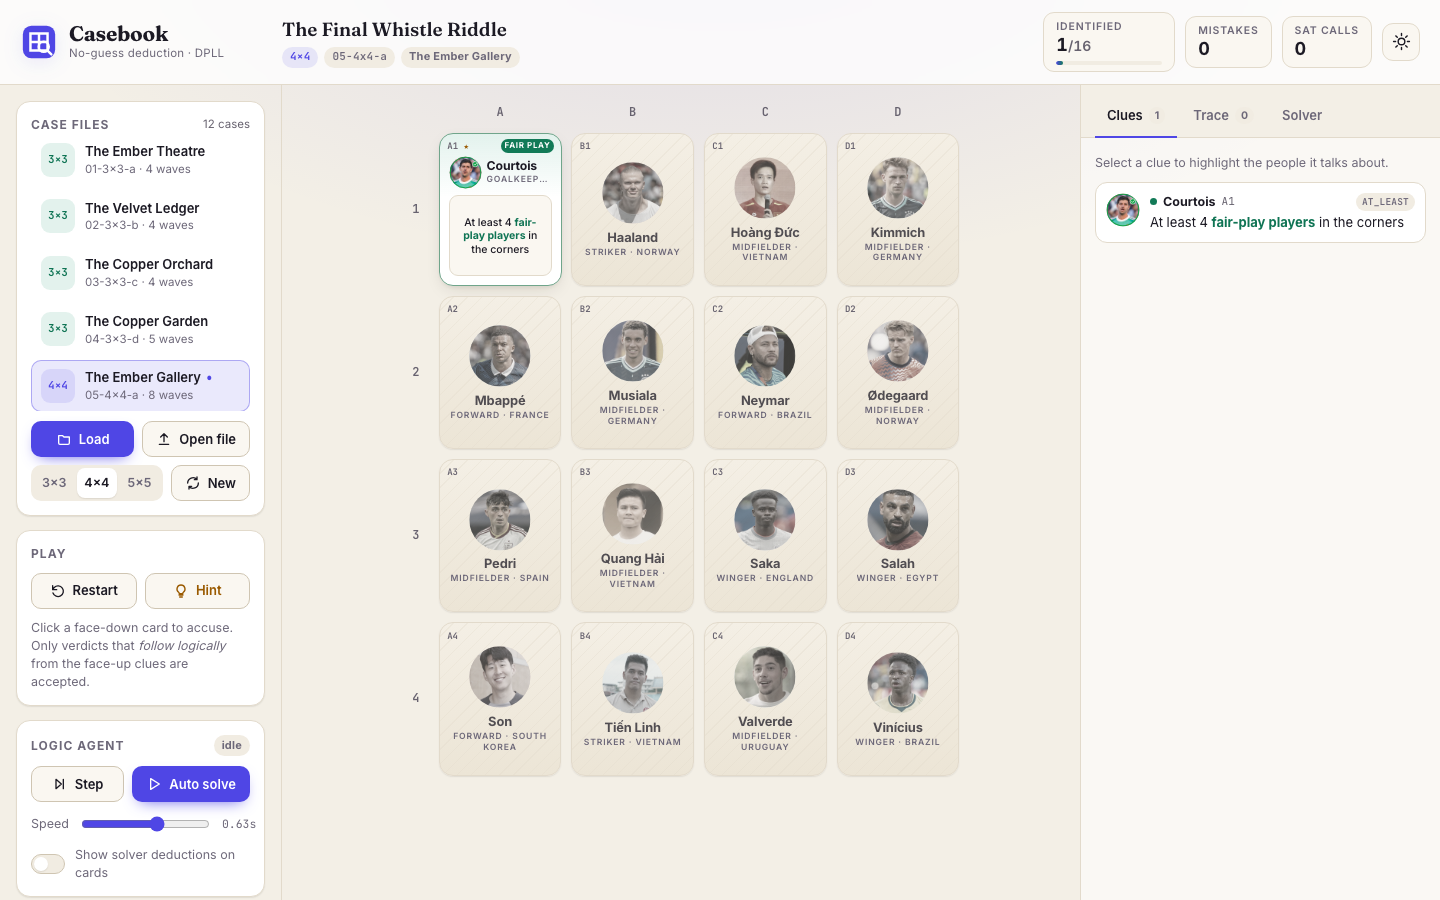 Casebook
No-guess deduction · DPLL
The Final Whistle Riddle
4×4
05-4x4-a
The Ember Gallery
IDENTIFIED
1/16
MISTAKES
0
SAT CALLS
0
CASE FILES
12 cases
3×3
The Ember Theatre
01-3×3-a · 4 waves
3×3
The Velvet Ledger
02-3×3-b · 4 waves
3×3
The Copper Orchard
03-3×3-c · 4 waves
3×3
The Copper Garden
04-3×3-d · 5 waves
4×4
The Ember Gallery •
05-4×4-a · 8 waves
Load
Open file
3×3
4×4
5×5
New
PLAY
Restart
Hint
Click a face-down card to accuse.
Only verdicts that follow logically
from the face-up clues are
accepted.
LOGIC AGENT
idle
Step
Auto solve
Speed
0.63s
Show solver deductions on
cards
A
B
C
D
1
A1 ★
FAIR PLAY
Courtois
GOALKEEP…
At least 4 fair-
play players in
the corners
B1
Haaland
STRIKER · NORWAY
C1
Hoàng Đức
MIDFIELDER ·
VIETNAM
D1
Kimmich
MIDFIELDER ·
GERMANY
2
A2
Mbappé
FORWARD · FRANCE
B2
Musiala
MIDFIELDER ·
GERMANY
C2
Neymar
FORWARD · BRAZIL
D2
Ødegaard
MIDFIELDER ·
NORWAY
3
A3
Pedri
MIDFIELDER · SPAIN
B3
Quang Hải
MIDFIELDER ·
VIETNAM
C3
Saka
WINGER · ENGLAND
D3
Salah
WINGER · EGYPT
4
A4
Son
FORWARD · SOUTH
KOREA
B4
Tiến Linh
STRIKER · VIETNAM
C4
Valverde
MIDFIELDER ·
URUGUAY
D4
Vinícius
WINGER · BRAZIL
Clues 1
Trace 0
Solver
Select a clue to highlight the people it talks about.
Courtois A1
AT_LEAST
At least 4 fair-play players in the corners